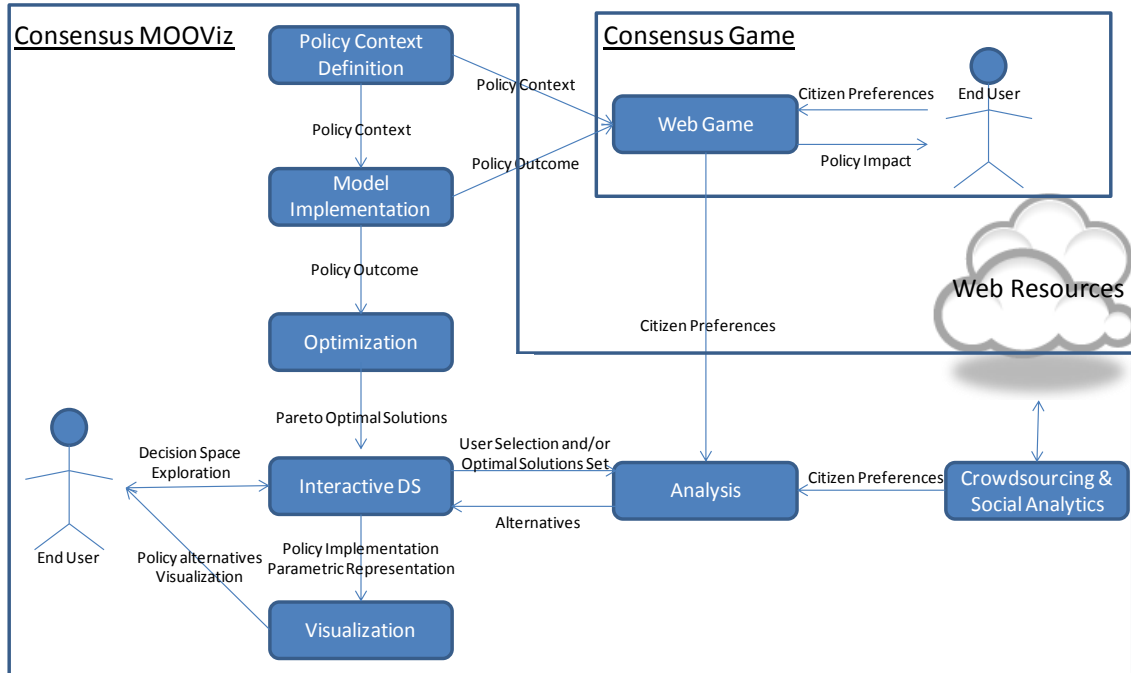 Consensus MOOViz
Policy Context
Definition
Consensus Game
Policy Context
Citizen Preferences
End User
Web Game
Policy Context
Policy Outcome
Policy Impact
Model
Implementation
Policy Outcome
Web Resources
Optimization
Citizen Preferences
Pareto Optimal Solutions
Decision Space
Exploration
User Selection and/or
Optimal Solutions Set
Interactive DS
Analysis
Citizen Preferences
Crowdsourcing &
Social Analytics
Alternatives
End User
Policy alternatives
Visualization
Policy Implementation
Parametric Representation
Visualization